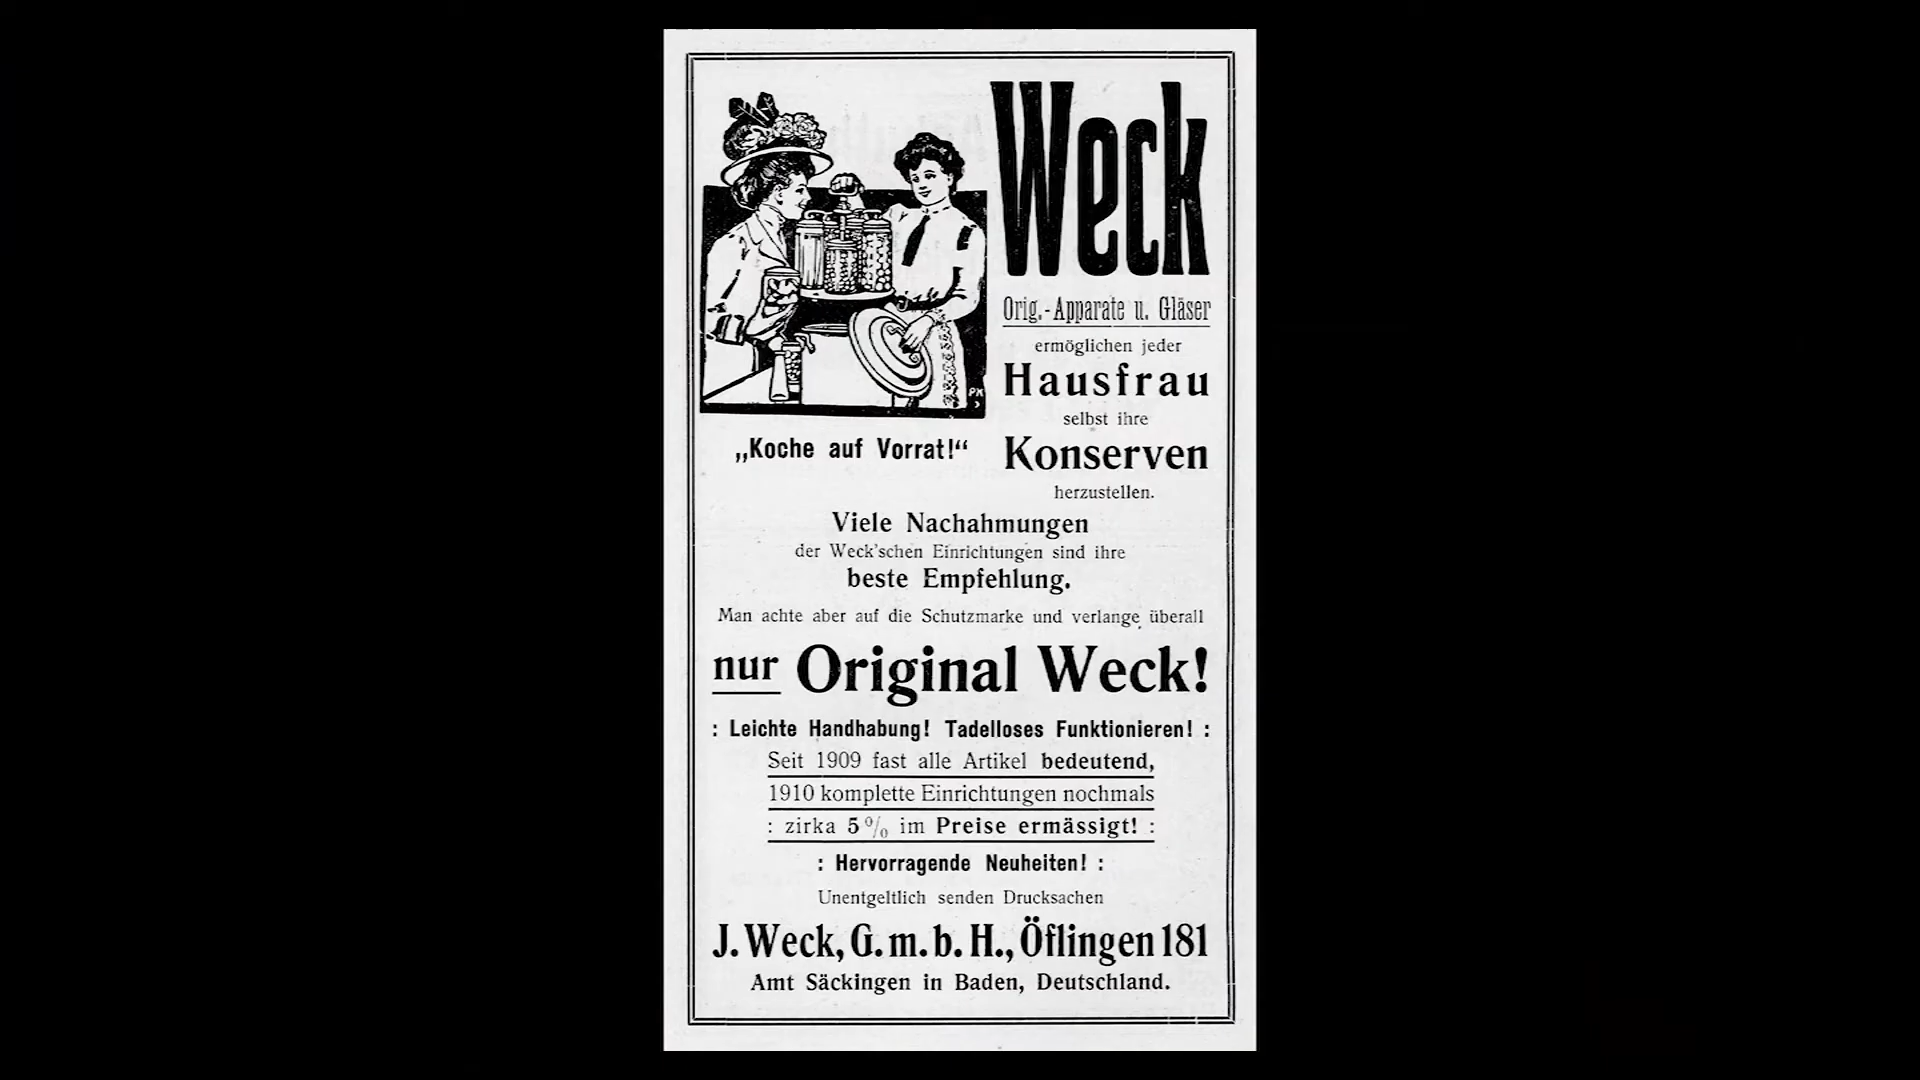 Weck
Orig.-Apparate u. Gläser
ermöglichen jeder
Hausfrau
selbst ihre
Konserven
herzustellen.
„Koche auf Vorrat!“
Viele Nachahmungen
der Weck'schen Einrichtungen sind ihre
beste Empfehlung.
Man achte aber auf die Schutzmarke und verlange überall
nur Original Weck!
: Leichte Handhabung! Tadelloses Funktionieren! :
Seit 1909 fast alle Artikel bedeutend,
1910 komplette Einrichtungen nochmals
: zirka 5% im Preise ermässigt! :
: Hervorragende Neuheiten! :
Unentgeltlich senden Drucksachen
J. Weck, G. m. b. H., Öflingen 181
Amt Säckingen in Baden, Deutschland.